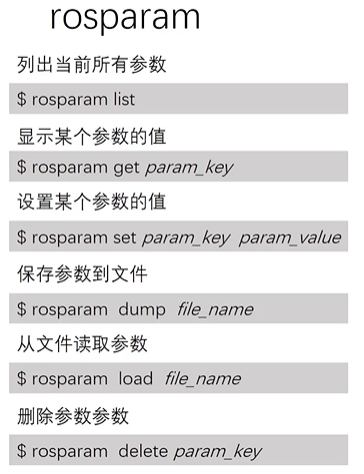 rosparam
列出当前所有参数
$ rosparam list
显示某个参数的值
$ rosparam get param_key
设置某个参数的值
$ rosparam set param_key param_value
保存参数到文件
$ rosparam dump file_name
从文件读取参数
$ rosparam load file_name
删除参数参数
$ rosparam delete param_key